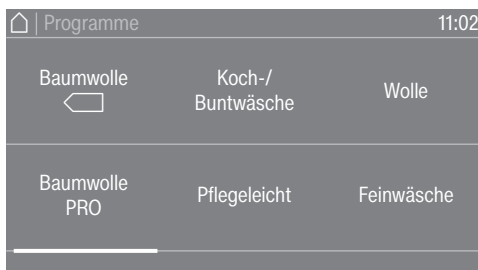 Programme 11:02
Baumwolle
Koch-/
Buntwäsche
Wolle
Baumwolle
PRO
Pflegeleicht
Feinwäsche